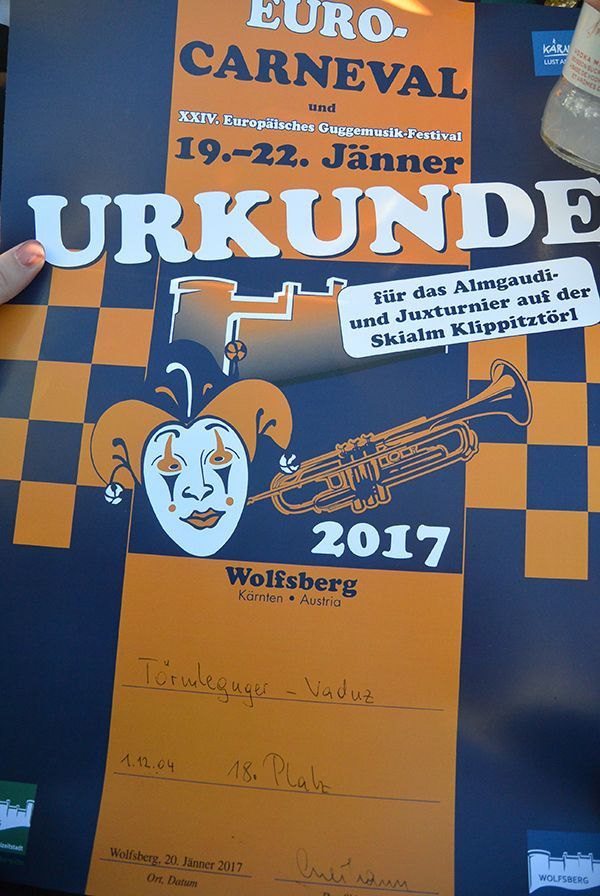 EURO-
CARNEVAL
und
XXIV. Europäisches Guggemusik-Festival
19.–22. Jänner
URKUNDE
für das Almgaudi-
und Juxturnier auf der
Skialm Klippitztörl
2017
Wolfsberg
Kärnten • Austria
Törmleguger – Vaduz
1.12.04 18. Platz
Wolfsberg, 20. Jänner 2017
Ort, Datum
WOLFSBERG